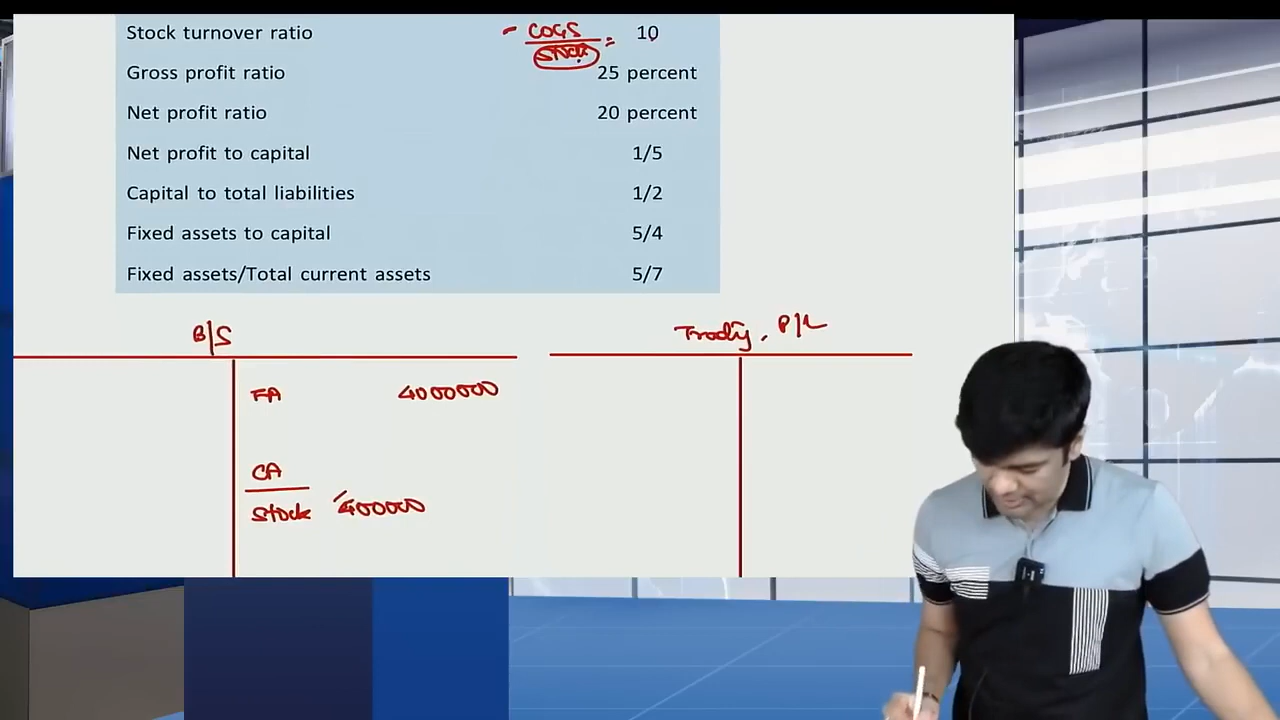 Stock turnover ratio - COGS / Stock = 10
Gross profit ratio 25 percent
Net profit ratio 20 percent
Net profit to capital 1/5
Capital to total liabilities 1/2
Fixed assets to capital 5/4
Fixed assets/Total current assets 5/7
B/S
FA 4000000
CA
Stock 400000
Trading, P/L